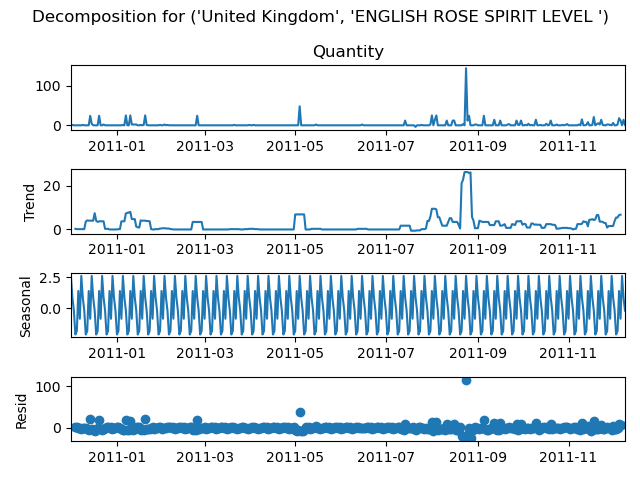 Decomposition for ('United Kingdom', 'ENGLISH ROSE SPIRIT LEVEL ')
Quantity
100
0
2011-01 2011-03 2011-05 2011-07 2011-09 2011-11
Trend
20
0
2011-01 2011-03 2011-05 2011-07 2011-09 2011-11
Seasonal
2.5
0.0
2011-01 2011-03 2011-05 2011-07 2011-09 2011-11
Resid
100
0
2011-01 2011-03 2011-05 2011-07 2011-09 2011-11